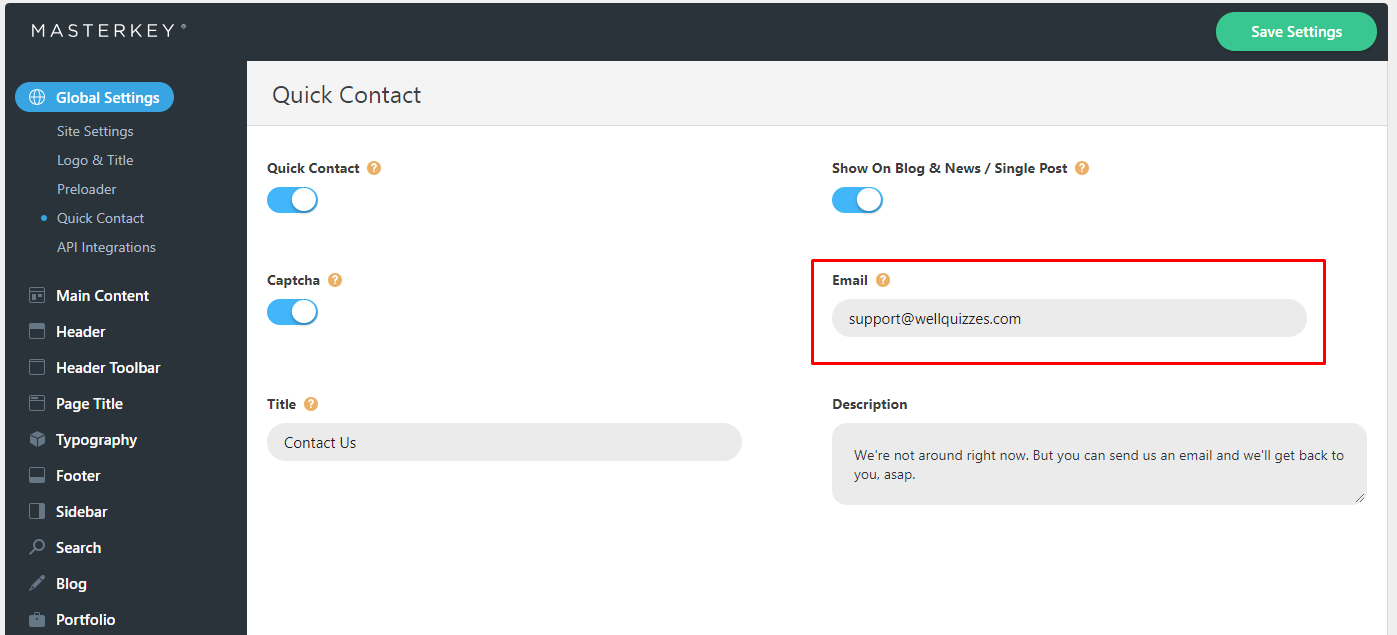 MASTERKEY®
Save Settings
Global Settings
Site Settings
Logo & Title
Preloader
Quick Contact
API Integrations
Main Content
Header
Header Toolbar
Page Title
Typography
Footer
Sidebar
Search
Blog
Portfolio
Quick Contact
Quick Contact ?
Show On Blog & News / Single Post ?
Captcha ?
Email ?
support@wellquizzes.com
Title ?
Contact Us
Description
We're not around right now. But you can send us an email and we'll get back to
you, asap.